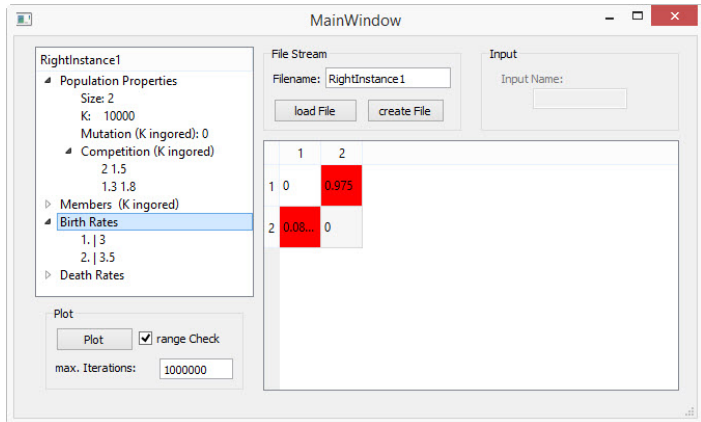 MainWindow
RightInstance1
Population Properties
Size: 2
K: 10000
Mutation (K ingored): 0
Competition (K ingored)
2 1.5
1.3 1.8
Members (K ingored)
Birth Rates
1. | 3
2. | 3.5
Death Rates
File Stream
Filename: RightInstance1
load File create File
Input
Input Name:
1 2
1 0 0.975
2 0.08... 0
Plot
Plot range Check
max. Iterations: 1000000